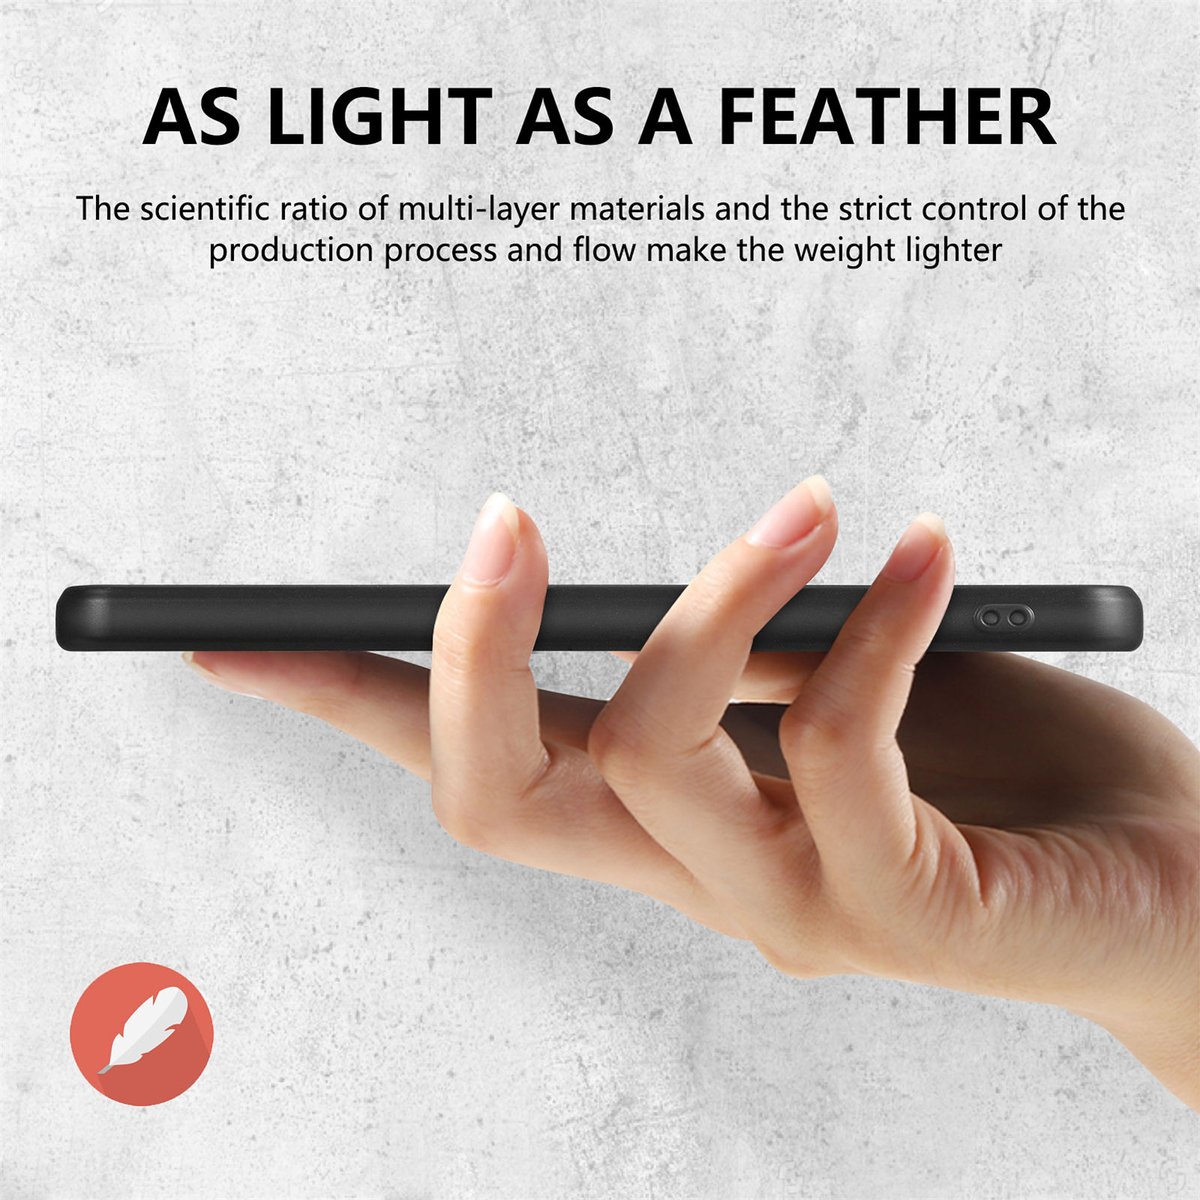 AS LIGHT AS A FEATHER
The scientific ratio of multi-layer materials and the strict control of the
production process and flow make the weight lighter